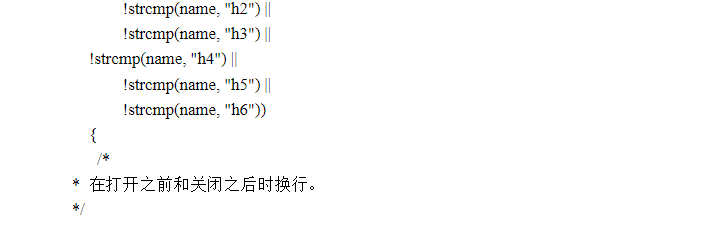 !strcmp(name, "h2") ||
!strcmp(name, "h3") ||
!strcmp(name, "h4") ||
!strcmp(name, "h5") ||
!strcmp(name, "h6"))
{
/*
* 在打开之前和关闭之后时换行。
*/